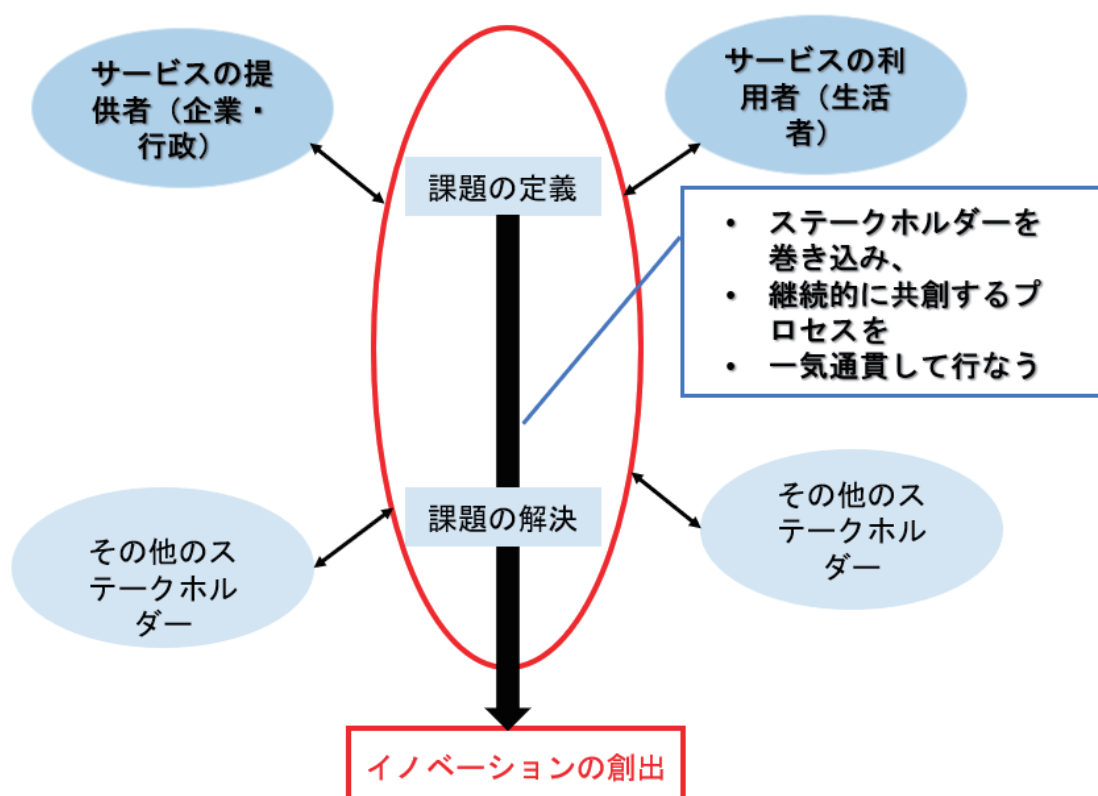 サービスの提
供者（企業・
行政）
サービスの利
用者（生活
者）
課題の定義
• ステークホルダーを
巻き込み、
• 継続的に共創するプ
ロセスを
• 一気通貫して行なう
課題の解決
その他のス
テークホル
ダー
その他のス
テークホル
ダー
イノベーションの創出